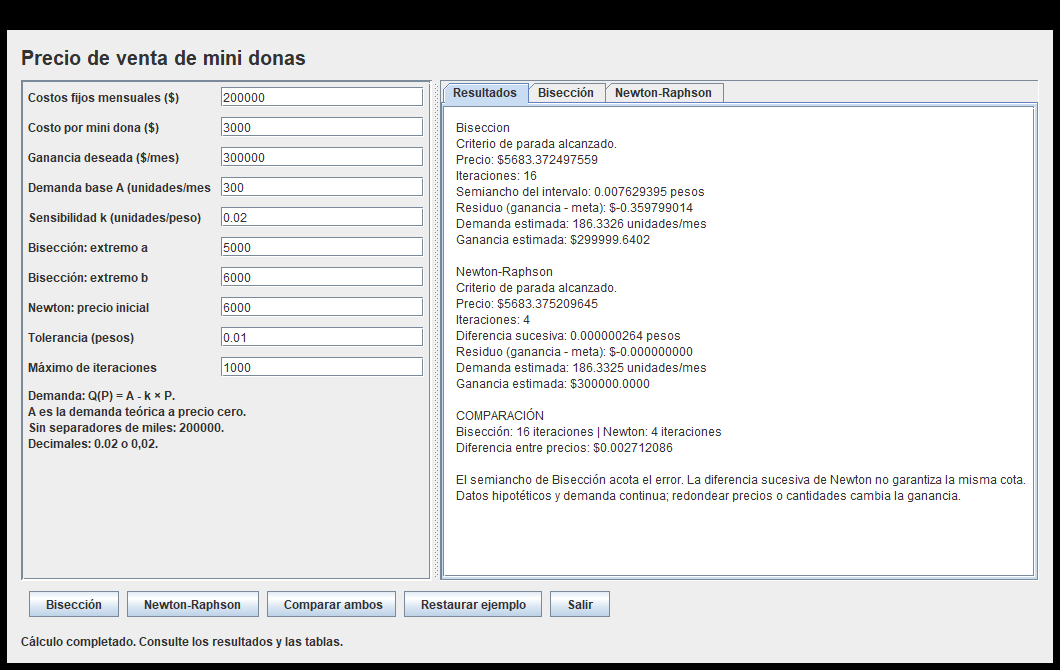 Precio de venta de mini donas
Costos fijos mensuales ($) 200000
Costo por mini dona ($) 3000
Ganancia deseada ($/mes) 300000
Demanda base A (unidades/mes 300
Sensibilidad k (unidades/peso) 0.02
Bisección: extremo a 5000
Bisección: extremo b 6000
Newton: precio inicial 6000
Tolerancia (pesos) 0.01
Máximo de iteraciones 1000
Demanda: Q(P) = A - k × P.
A es la demanda teórica a precio cero.
Sin separadores de miles: 200000.
Decimales: 0.02 o 0,02.
Resultados Bisección Newton-Raphson
Biseccion
Criterio de parada alcanzado.
Precio: $5683.372497559
Iteraciones: 16
Semiancho del intervalo: 0.007629395 pesos
Residuo (ganancia - meta): $-0.359799014
Demanda estimada: 186.3326 unidades/mes
Ganancia estimada: $299999.6402
Newton-Raphson
Criterio de parada alcanzado.
Precio: $5683.375209645
Iteraciones: 4
Diferencia sucesiva: 0.000000264 pesos
Residuo (ganancia - meta): $-0.000000000
Demanda estimada: 186.3325 unidades/mes
Ganancia estimada: $300000.0000
COMPARACIÓN
Bisección: 16 iteraciones | Newton: 4 iteraciones
Diferencia entre precios: $0.002712086
El semiancho de Bisección acota el error. La diferencia sucesiva de Newton no garantiza la misma cota.
Datos hipotéticos y demanda continua; redondear precios o cantidades cambia la ganancia.
Bisección Newton-Raphson Comparar ambos Restaurar ejemplo Salir
Cálculo completado. Consulte los resultados y las tablas.